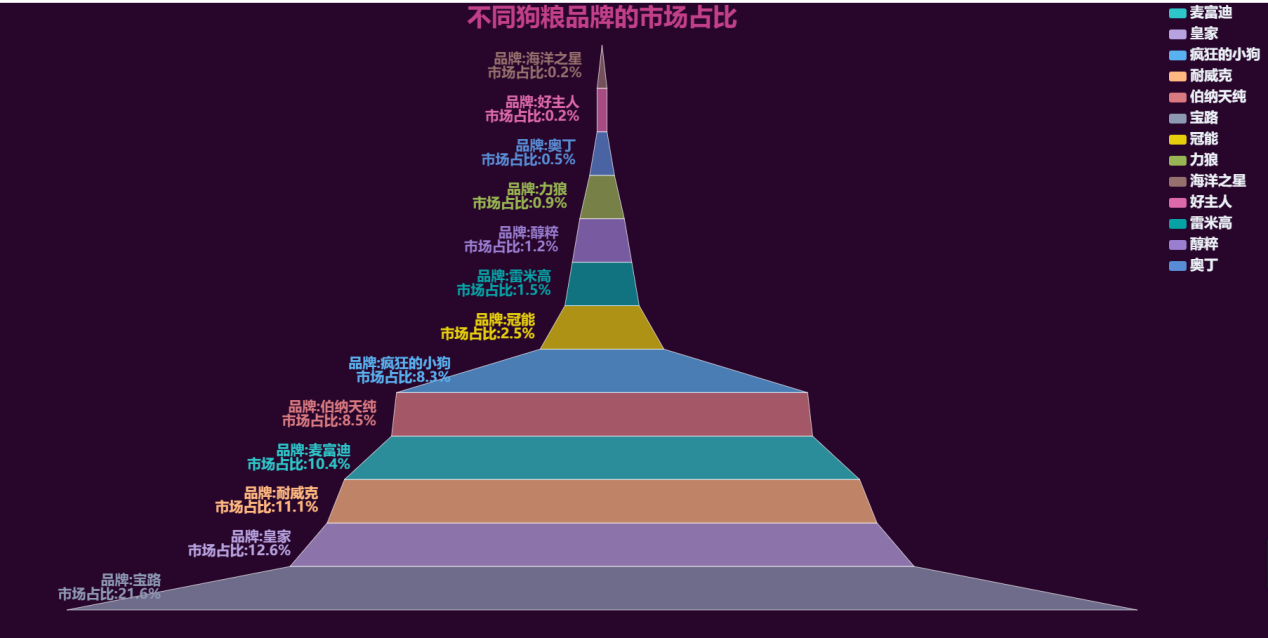 不同狗粮品牌的市场占比
品牌:海洋之星
市场占比:0.2%
品牌:好主人
市场占比:0.2%
品牌:奥丁
市场占比:0.5%
品牌:力狼
市场占比:0.9%
品牌:醇粹
市场占比:1.2%
品牌:雷米高
市场占比:1.5%
品牌:冠能
市场占比:2.5%
品牌:疯狂的小狗
市场占比:8.3%
品牌:伯纳天纯
市场占比:8.5%
品牌:麦富迪
市场占比:10.4%
品牌:耐威克
市场占比:11.1%
品牌:皇家
市场占比:12.6%
品牌:宝路
市场占比:21.6%
麦富迪
皇家
疯狂的小狗
耐威克
伯纳天纯
宝路
冠能
力狼
海洋之星
好主人
雷米高
醇粹
奥丁